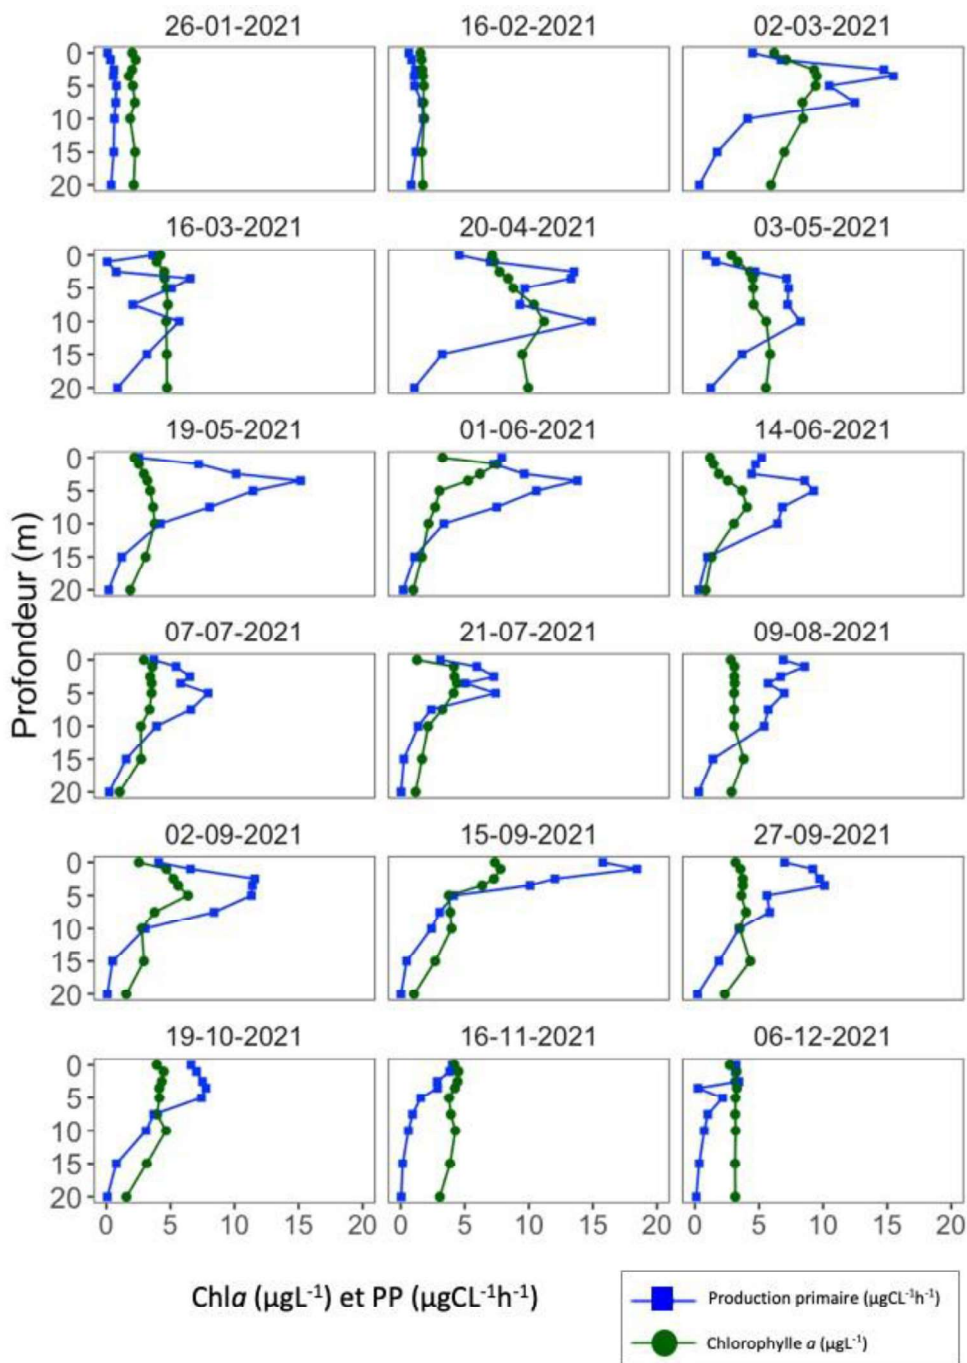 26-01-2021 16-02-2021 02-03-2021
0
5
10
15
20
16-03-2021 20-04-2021 03-05-2021
0
5
10
15
20
19-05-2021 01-06-2021 14-06-2021
0
5
10
15
20
Profondeur (m)
07-07-2021 21-07-2021 09-08-2021
0
5
10
15
20
02-09-2021 15-09-2021 27-09-2021
0
5
10
15
20
19-10-2021 16-11-2021 06-12-2021
0
5
10
15
20
0 5 10 15 20 0 5 10 15 20 0 5 10 15 20
Chla (µgL⁻¹) et PP (µgCL⁻¹h⁻¹)
Production primaire (µgCL⁻¹h⁻¹)
Chlorophylle a (µgL⁻¹)